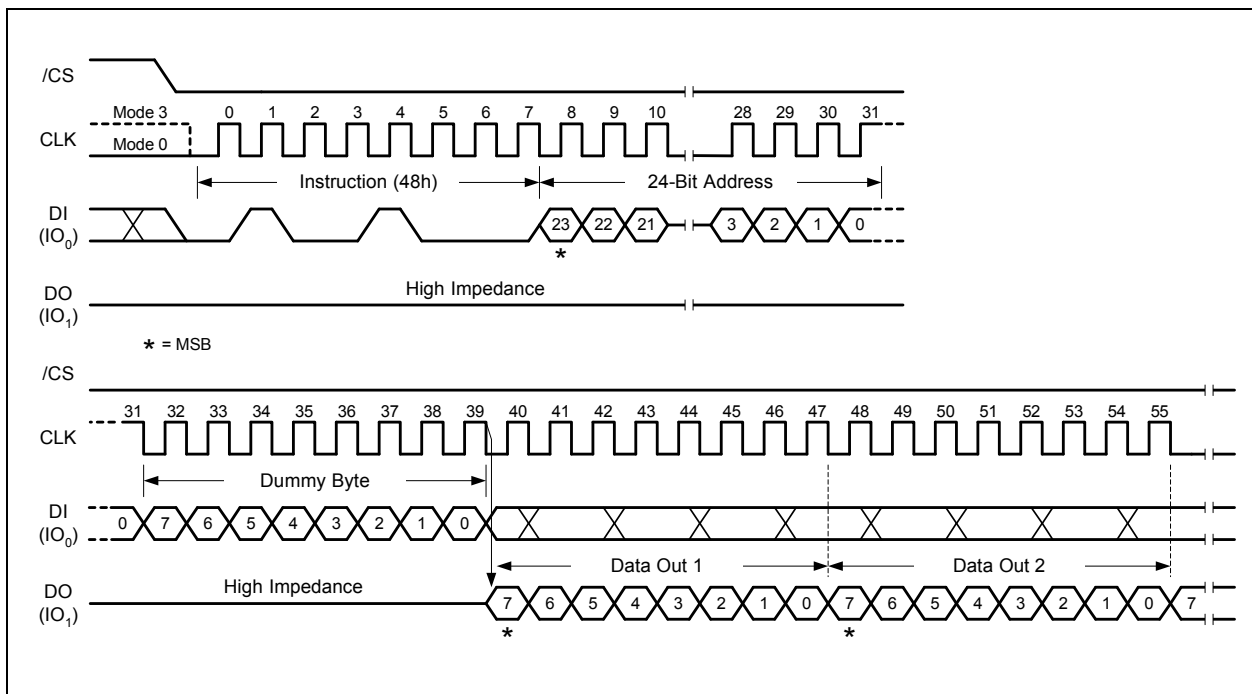 /CS
Mode 3 0 1 2 3 4 5 6 7 8 9 10 28 29 30 31
CLK
Mode 0
Instruction (48h) 24-Bit Address
DI
(IO0)
23 22 21 3 2 1 0
*
High Impedance
DO
(IO1)
* = MSB
/CS
31 32 33 34 35 36 37 38 39 40 41 42 43 44 45 46 47 48 49 50 51 52 53 54 55
CLK
Dummy Byte
DI
(IO0)
0 7 6 5 4 3 2 1 0
Data Out 1 Data Out 2
High Impedance
DO
(IO1)
7 6 5 4 3 2 1 0 7 6 5 4 3 2 1 0 7
* *